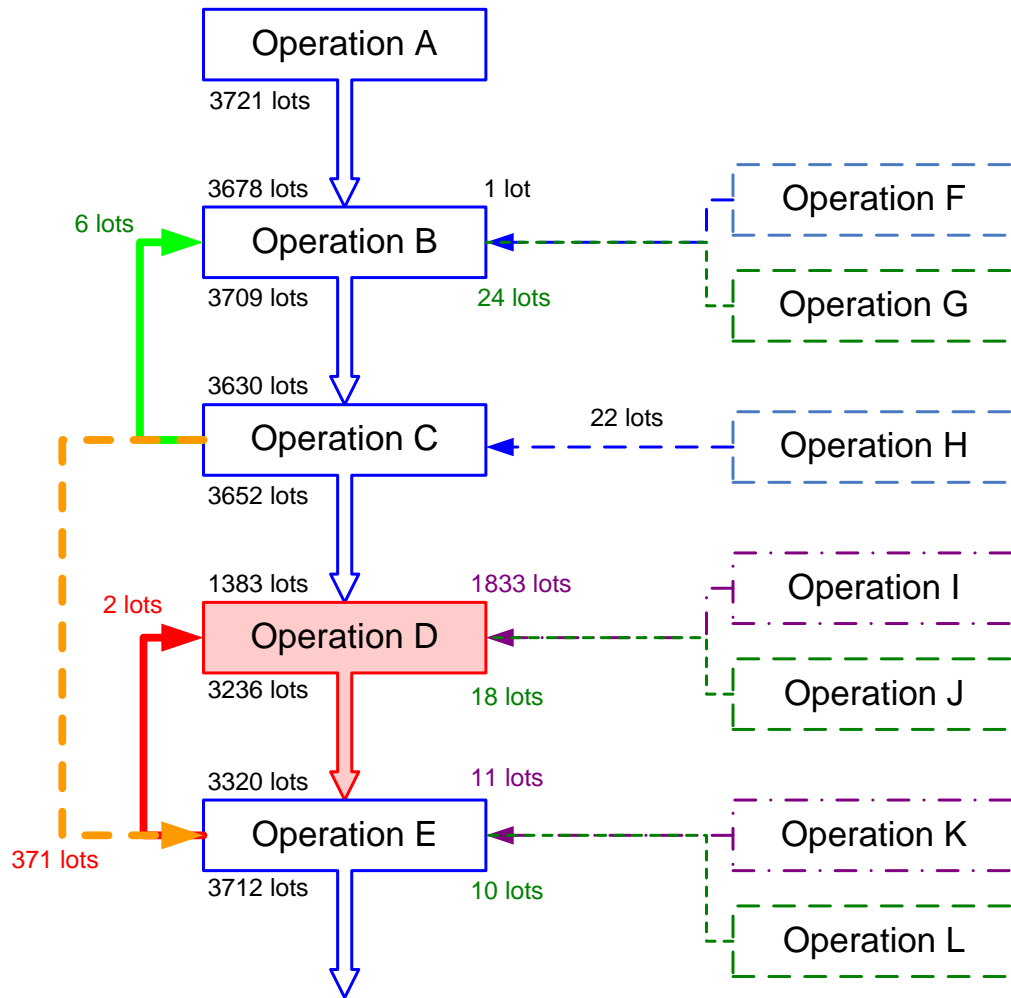 Operation A
3721 lots
3678 lots
1 lot
Operation F
6 lots
Operation B
3709 lots
24 lots
Operation G
3630 lots
Operation C
22 lots
Operation H
3652 lots
1383 lots
1833 lots
Operation I
2 lots
Operation D
3236 lots
18 lots
Operation J
3320 lots
11 lots
Operation E
Operation K
371 lots
3712 lots
10 lots
Operation L